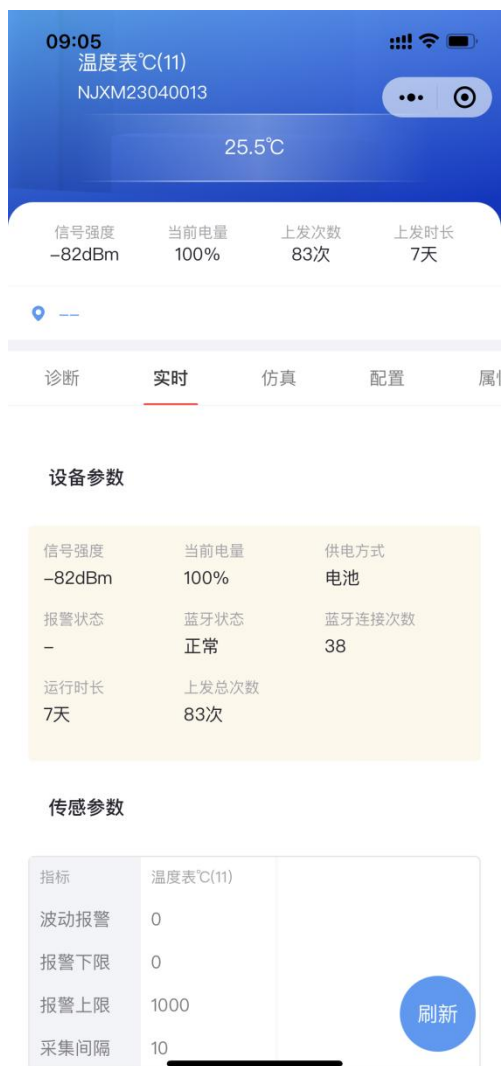 09:05
温度表℃(11)
NJXM23040013
25.5℃
信号强度 当前电量 上发次数 上发时长
-82dBm 100% 83次 7天
--
诊断 实时 仿真 配置 属
设备参数
信号强度 当前电量 供电方式
-82dBm 100% 电池
报警状态 蓝牙状态 蓝牙连接次数
- 正常 38
运行时长 上发总次数
7天 83次
传感参数
指标 温度表℃(11)
波动报警 0
报警下限 0
报警上限 1000
刷新
采集间隔 10